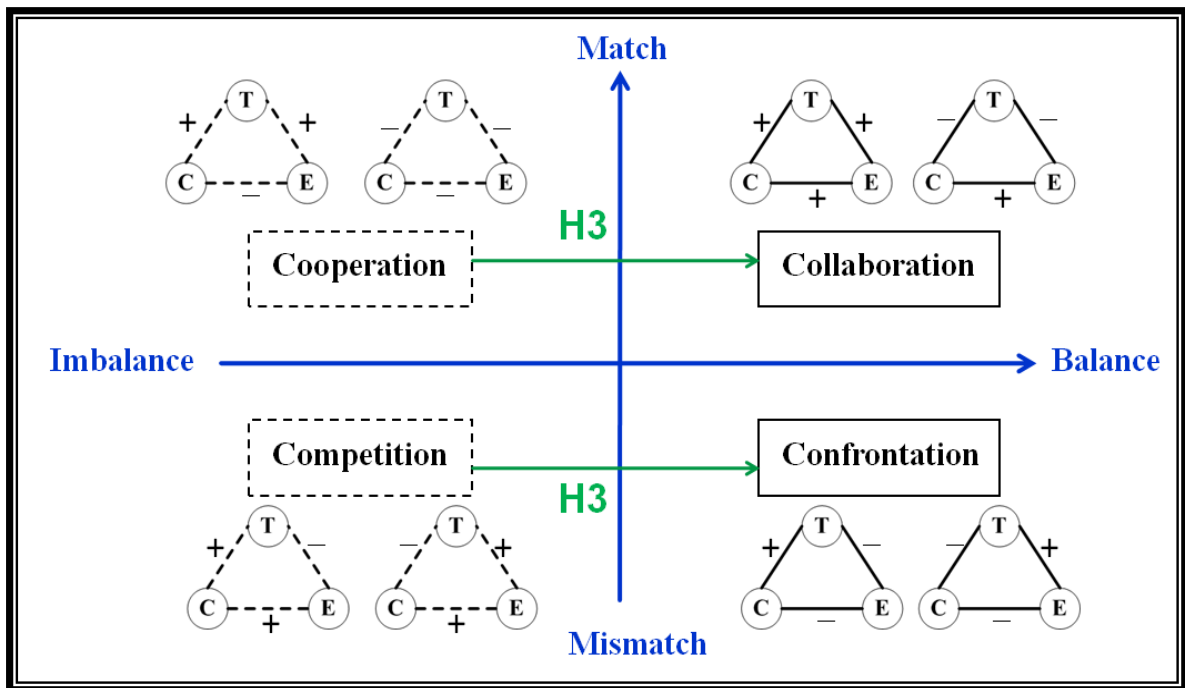 Match
T
+ +
C E
–
T
– –
C E
–
T
+ +
C E
+
T
– –
C E
+
H3
Cooperation
Collaboration
Imbalance
Balance
Competition
Confrontation
H3
T
+ –
C E
+
T
– +
C E
+
T
+ –
C E
–
T
– +
C E
–
Mismatch